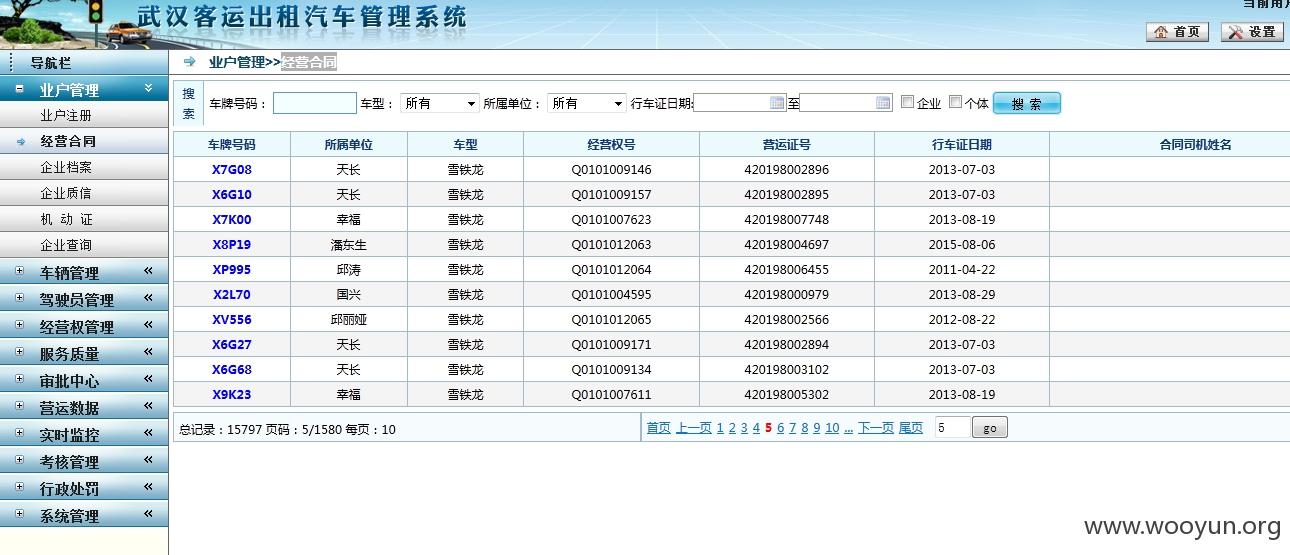 武汉客运出租汽车管理系统
当前用户
首页 设置
导航栏
业户管理>>经营合同
业户管理
业户注册
经营合同
企业档案
企业质信
机 动 证
企业查询
车辆管理
驾驶员管理
经营权管理
服务质量
审批中心
营运数据
实时监控
考核管理
行政处罚
系统管理
搜索 车牌号码： 车型： 所有 所属单位： 所有 行车证日期: 至 企业 个体 搜 索
车牌号码 所属单位 车型 经营权号 营运证号 行车证日期 合同司机姓名
X7G08 天长 雪铁龙 Q0101009146 420198002896 2013-07-03
X6G10 天长 雪铁龙 Q0101009157 420198002895 2013-07-03
X7K00 幸福 雪铁龙 Q0101007623 420198007748 2013-08-19
X8P19 潘东生 雪铁龙 Q0101012063 420198004697 2015-08-06
XP995 邱涛 雪铁龙 Q0101012064 420198006455 2011-04-22
X2L70 国兴 雪铁龙 Q0101004595 420198000979 2013-08-29
XV556 邱丽娅 雪铁龙 Q0101012065 420198002566 2012-08-22
X6G27 天长 雪铁龙 Q0101009171 420198002894 2013-07-03
X6G68 天长 雪铁龙 Q0101009134 420198003102 2013-07-03
X9K23 幸福 雪铁龙 Q0101007611 420198005302 2013-08-19
总记录：15797 页码：5/1580 每页：10 首页 上一页 1 2 3 4 5 6 7 8 9 10 ... 下一页 尾页 5 go
www.wooyun.org